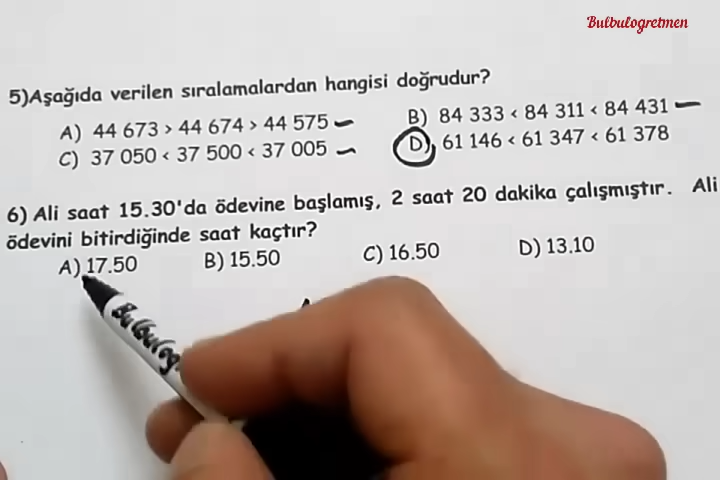 Bulbulogretmen
5)Aşağıda verilen sıralamalardan hangisi doğrudur?
A) 44 673 > 44 674 > 44 575
B) 84 333 < 84 311 < 84 431
C) 37 050 < 37 500 < 37 005
D) 61 146 < 61 347 < 61 378
6) Ali saat 15.30'da ödevine başlamış, 2 saat 20 dakika çalışmıştır. Ali
ödevini bitirdiğinde saat kaçtır?
A) 17.50 B) 15.50 C) 16.50 D) 13.10